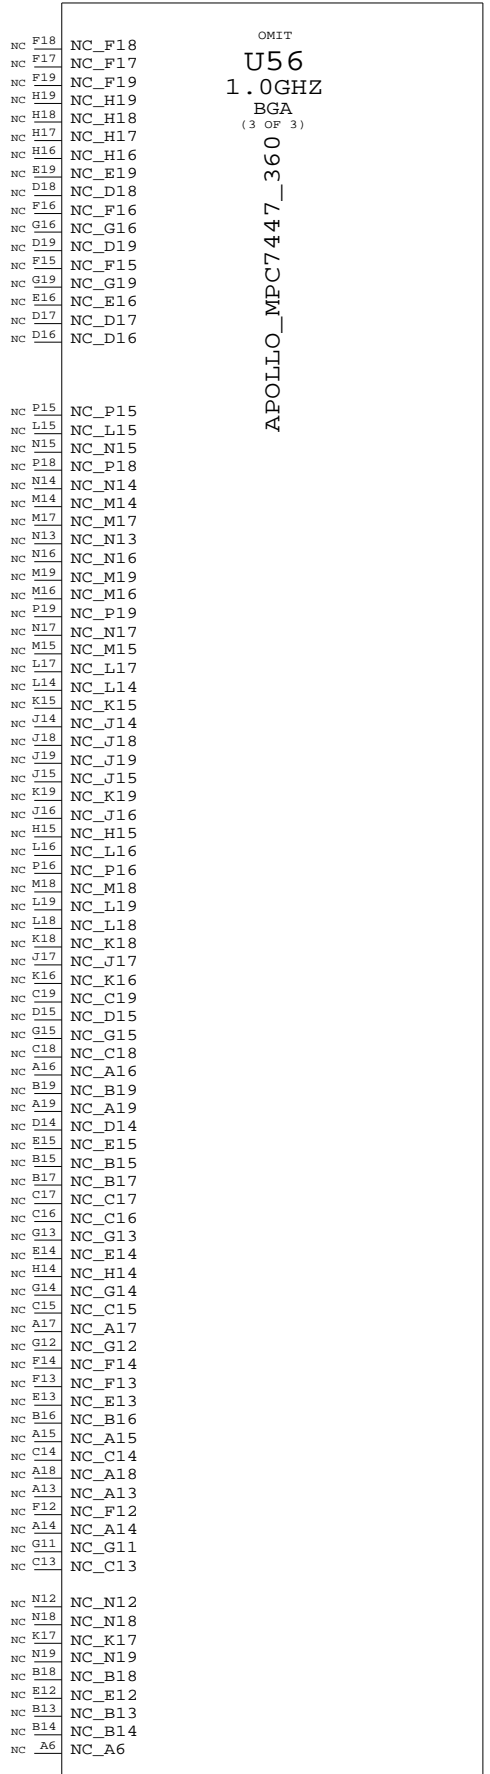 OMIT
U56
1.0GHZ
BGA
(3 OF 3)
APOLLO_MPC7447_360
NC F18 NC_F18
NC F17 NC_F17
NC F19 NC_F19
NC H19 NC_H19
NC H18 NC_H18
NC H17 NC_H17
NC H16 NC_H16
NC E19 NC_E19
NC D18 NC_D18
NC F16 NC_F16
NC G16 NC_G16
NC D19 NC_D19
NC F15 NC_F15
NC G19 NC_G19
NC E16 NC_E16
NC D17 NC_D17
NC D16 NC_D16
NC P15 NC_P15
NC L15 NC_L15
NC N15 NC_N15
NC P18 NC_P18
NC N14 NC_N14
NC M14 NC_M14
NC M17 NC_M17
NC N13 NC_N13
NC N16 NC_N16
NC M19 NC_M19
NC M16 NC_M16
NC P19 NC_P19
NC N17 NC_N17
NC M15 NC_M15
NC L17 NC_L17
NC L14 NC_L14
NC K15 NC_K15
NC J14 NC_J14
NC J18 NC_J18
NC J19 NC_J19
NC J15 NC_J15
NC K19 NC_K19
NC J16 NC_J16
NC H15 NC_H15
NC L16 NC_L16
NC P16 NC_P16
NC M18 NC_M18
NC L19 NC_L19
NC L18 NC_L18
NC K18 NC_K18
NC J17 NC_J17
NC K16 NC_K16
NC C19 NC_C19
NC D15 NC_D15
NC G15 NC_G15
NC C18 NC_C18
NC A16 NC_A16
NC B19 NC_B19
NC A19 NC_A19
NC D14 NC_D14
NC E15 NC_E15
NC B15 NC_B15
NC B17 NC_B17
NC C17 NC_C17
NC C16 NC_C16
NC G13 NC_G13
NC E14 NC_E14
NC H14 NC_H14
NC G14 NC_G14
NC C15 NC_C15
NC A17 NC_A17
NC G12 NC_G12
NC F14 NC_F14
NC F13 NC_F13
NC E13 NC_E13
NC B16 NC_B16
NC A15 NC_A15
NC C14 NC_C14
NC A18 NC_A18
NC A13 NC_A13
NC F12 NC_F12
NC A14 NC_A14
NC G11 NC_G11
NC C13 NC_C13
NC N12 NC_N12
NC N18 NC_N18
NC K17 NC_K17
NC N19 NC_N19
NC B18 NC_B18
NC E12 NC_E12
NC B13 NC_B13
NC B14 NC_B14
NC A6 NC_A6